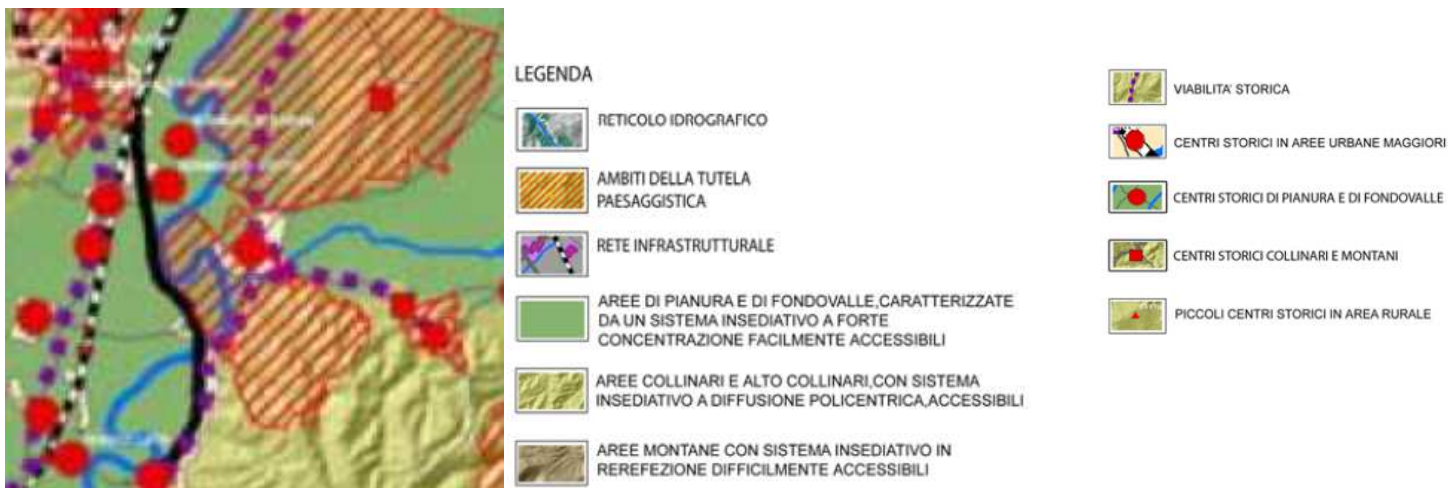 LEGENDA
RETICOLO IDROGRAFICO
AMBITI DELLA TUTELA
PAESAGGISTICA
RETE INFRASTRUTTURALE
AREE DI PIANURA E DI FONDOVALLE,CARATTERIZZATE
DA UN SISTEMA INSEDIATIVO A FORTE
CONCENTRAZIONE FACILMENTE ACCESSIBILI
AREE COLLINARI E ALTO COLLINARI,CON SISTEMA
INSEDIATIVO A DIFFUSIONE POLICENTRICA,ACCESSIBILI
AREE MONTANE CON SISTEMA INSEDIATIVO IN
REREFEZIONE DIFFICILMENTE ACCESSIBILI
VIABILITA' STORICA
CENTRI STORICI IN AREE URBANE MAGGIORI
CENTRI STORICI DI PIANURA E DI FONDOVALLE
CENTRI STORICI COLLINARI E MONTANI
PICCOLI CENTRI STORICI IN AREA RURALE